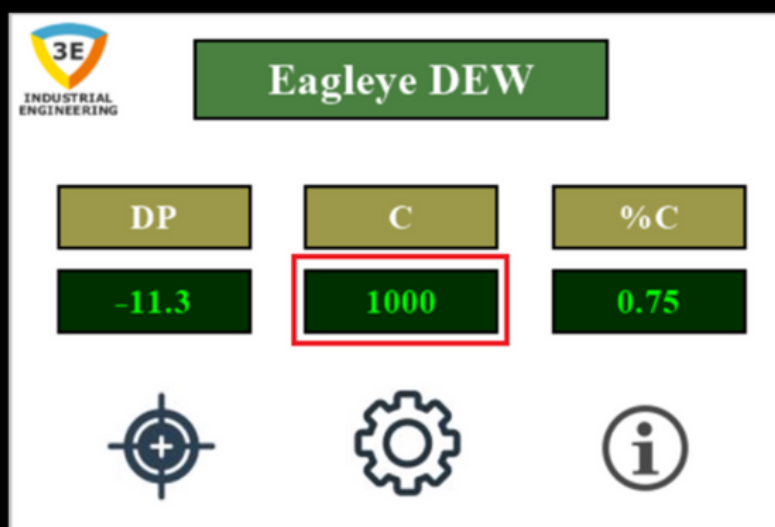 3E
INDUSTRIAL
ENGINEERING
Eagleye DEW
DP C %C
-11.3 1000 0.75